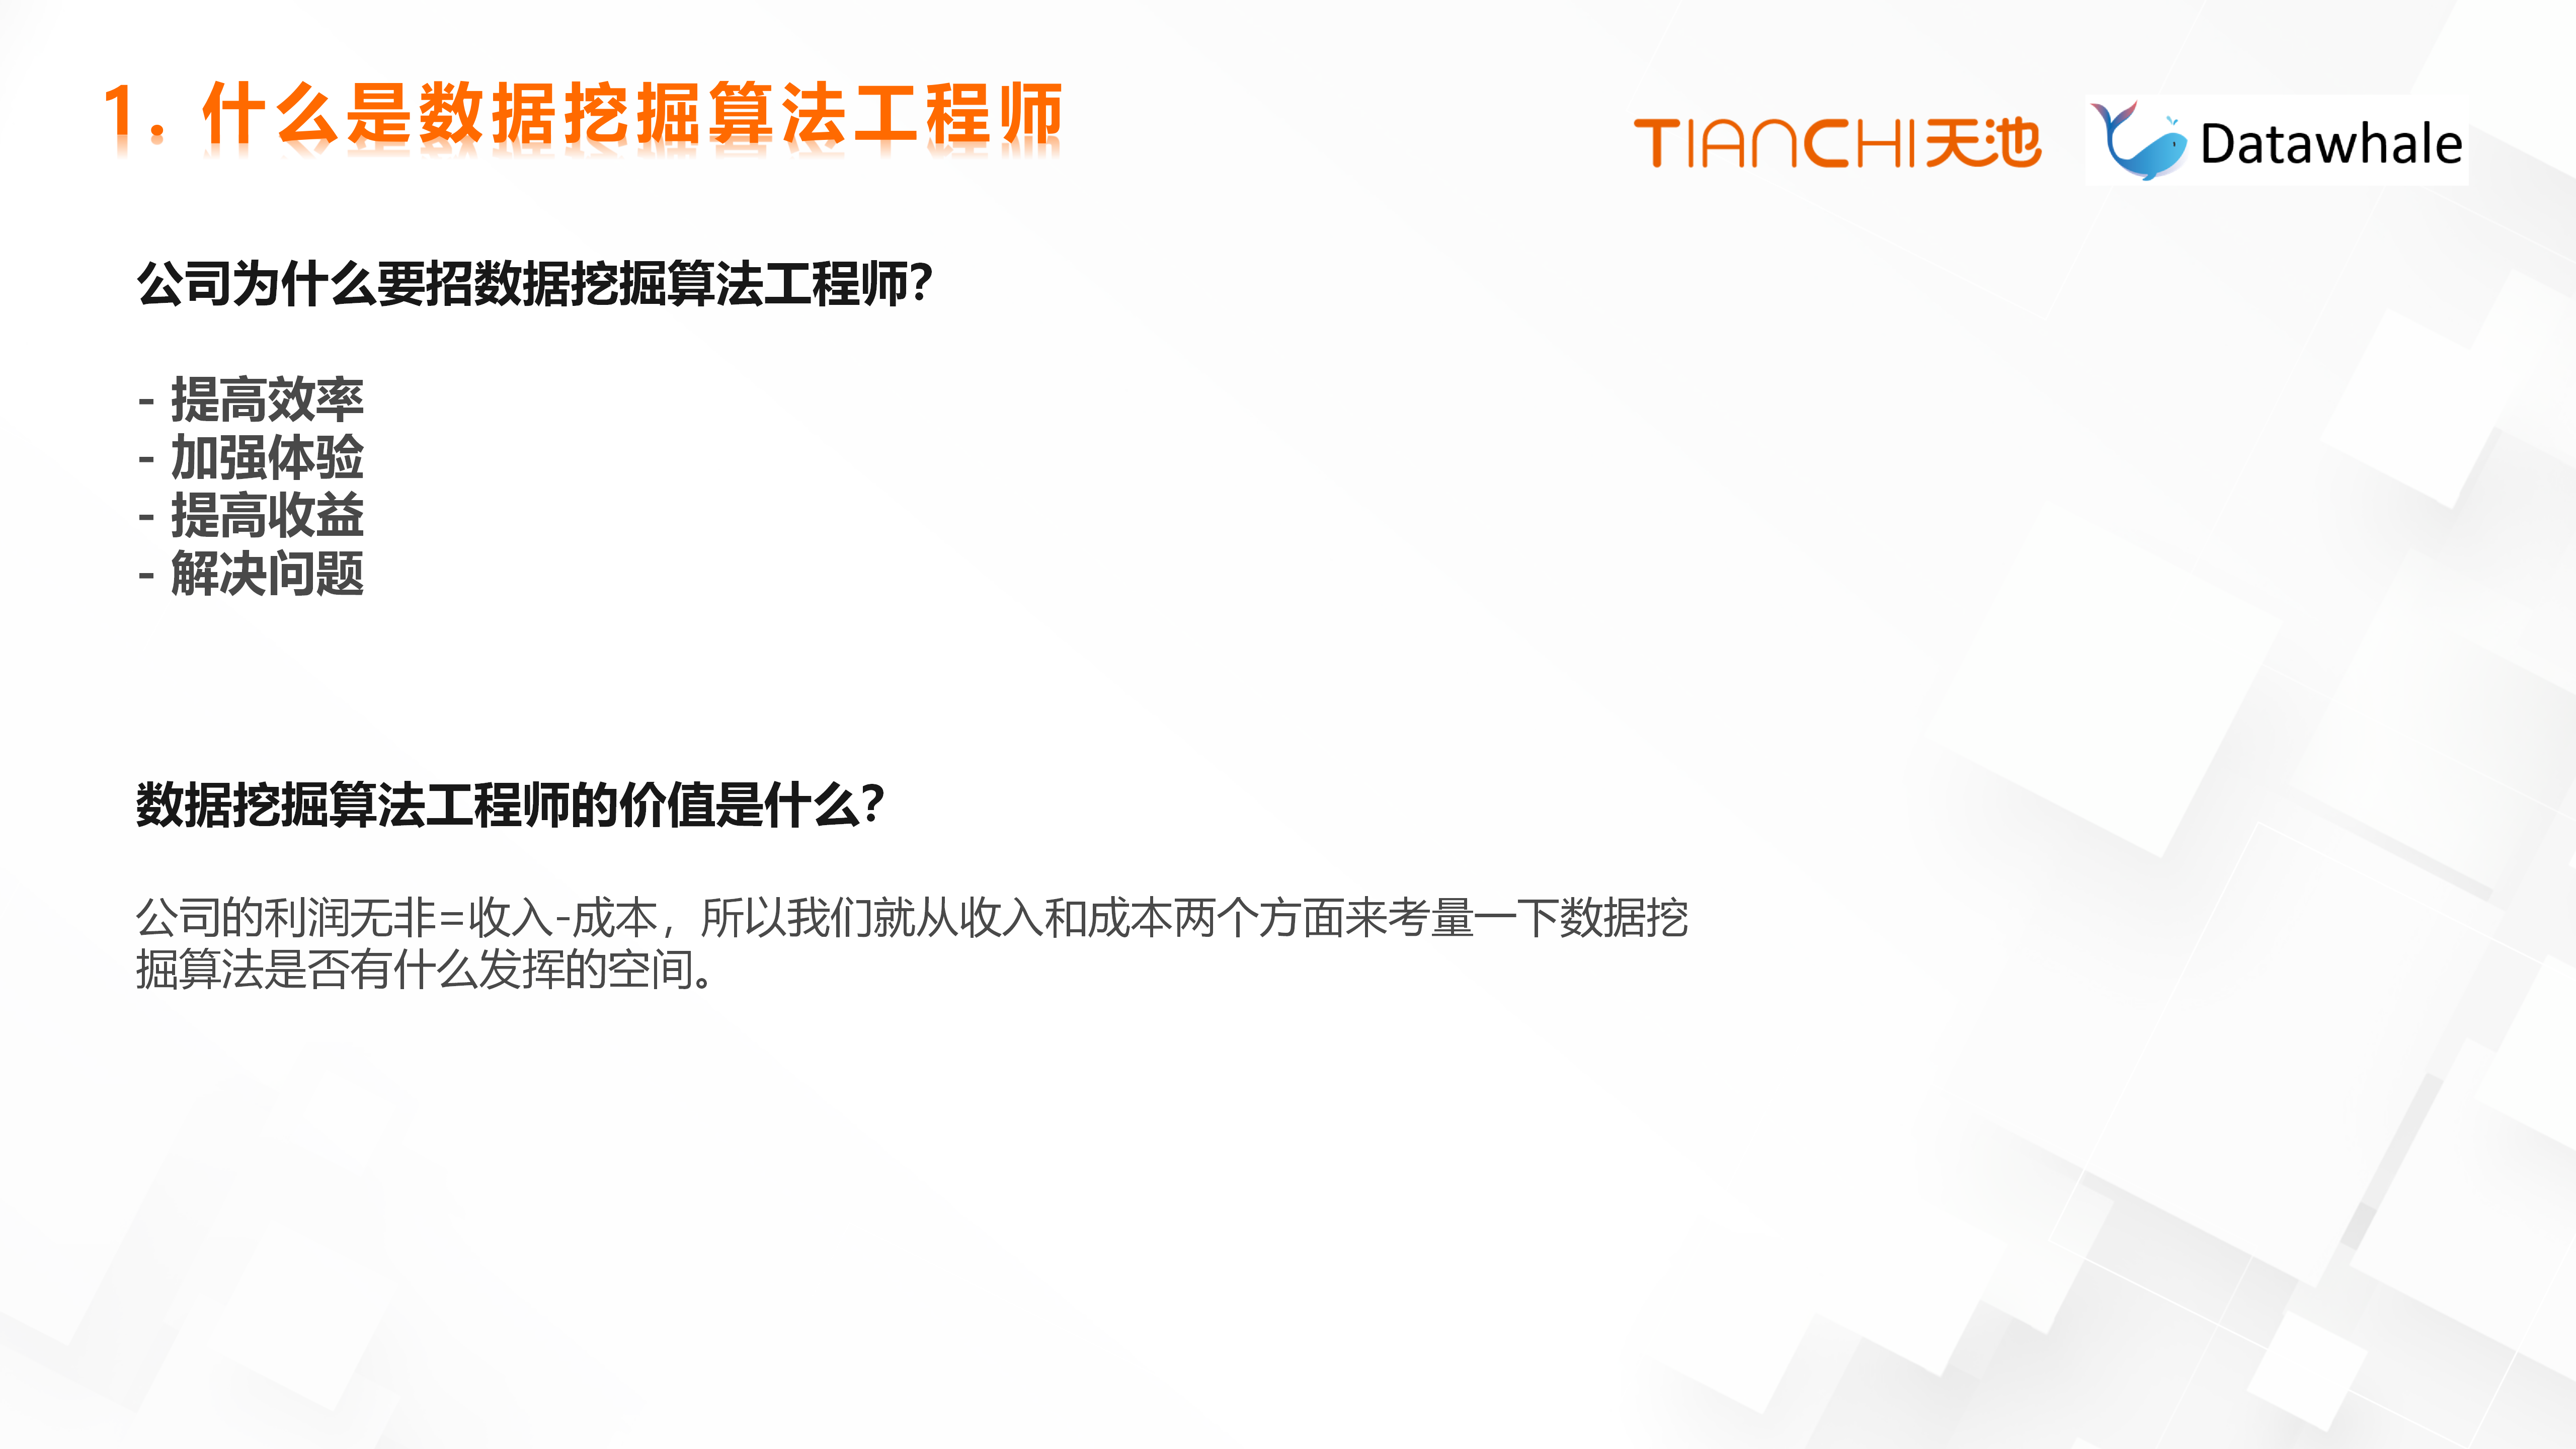 1. 什么是数据挖掘算法工程师
TIANCHI天池
Datawhale
公司为什么要招数据挖掘算法工程师?
- 提高效率
- 加强体验
- 提高收益
- 解决问题
数据挖掘算法工程师的价值是什么?
公司的利润无非=收入-成本，所以我们就从收入和成本两个方面来考量一下数据挖
掘算法是否有什么发挥的空间。